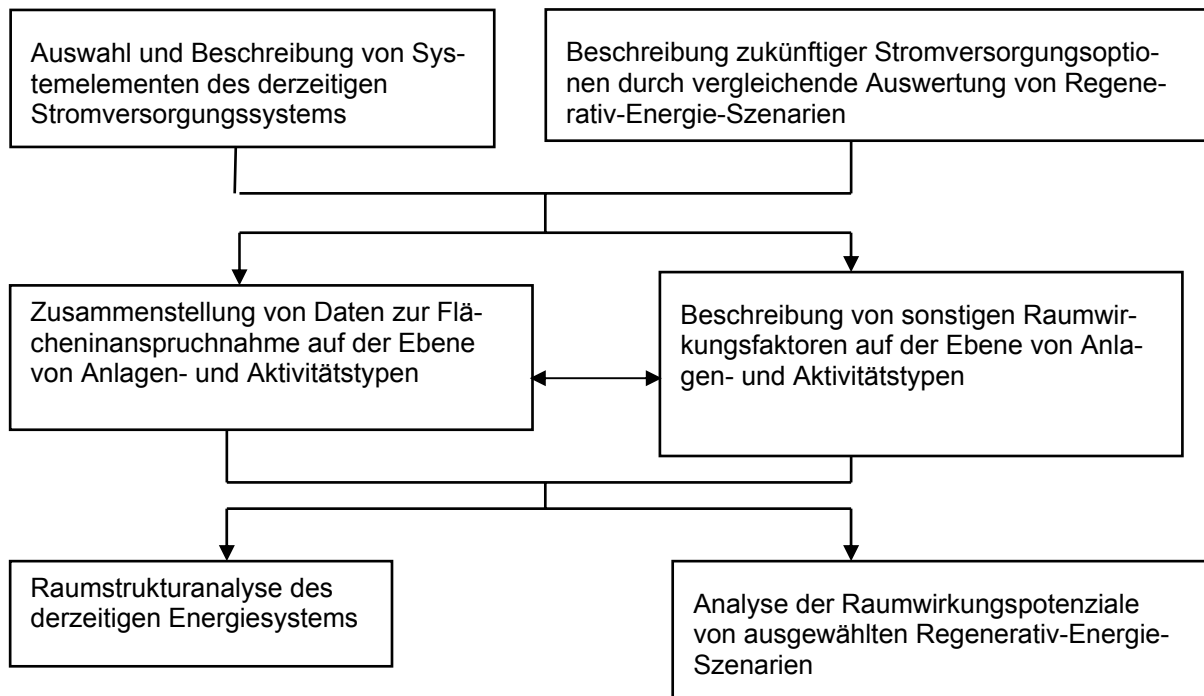 Auswahl und Beschreibung von Sys-
temelementen des derzeitigen
Stromversorgungssystems
Beschreibung zukünftiger Stromversorgungsoptio-
nen durch vergleichende Auswertung von Regene-
rativ-Energie-Szenarien
Zusammenstellung von Daten zur Flä-
cheninanspruchnahme auf der Ebene
von Anlagen- und Aktivitätstypen
Beschreibung von sonstigen Raumwir-
kungsfaktoren auf der Ebene von Anla-
gen- und Aktivitätstypen
Raumstrukturanalyse des
derzeitigen Energiesystems
Analyse der Raumwirkungspotenziale
von ausgewählten Regenerativ-Energie-
Szenarien